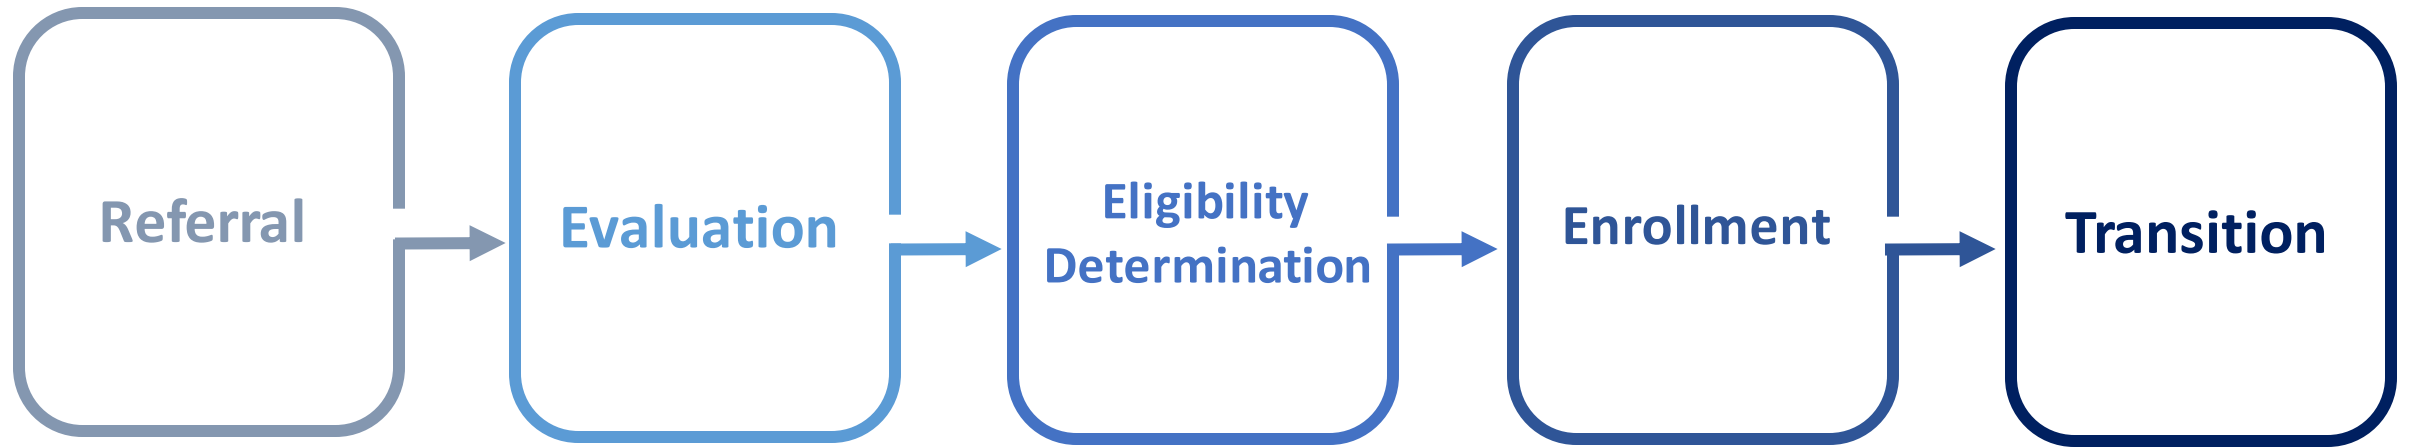 Referral
Evaluation
Eligibility
Determination
Enrollment
Transition